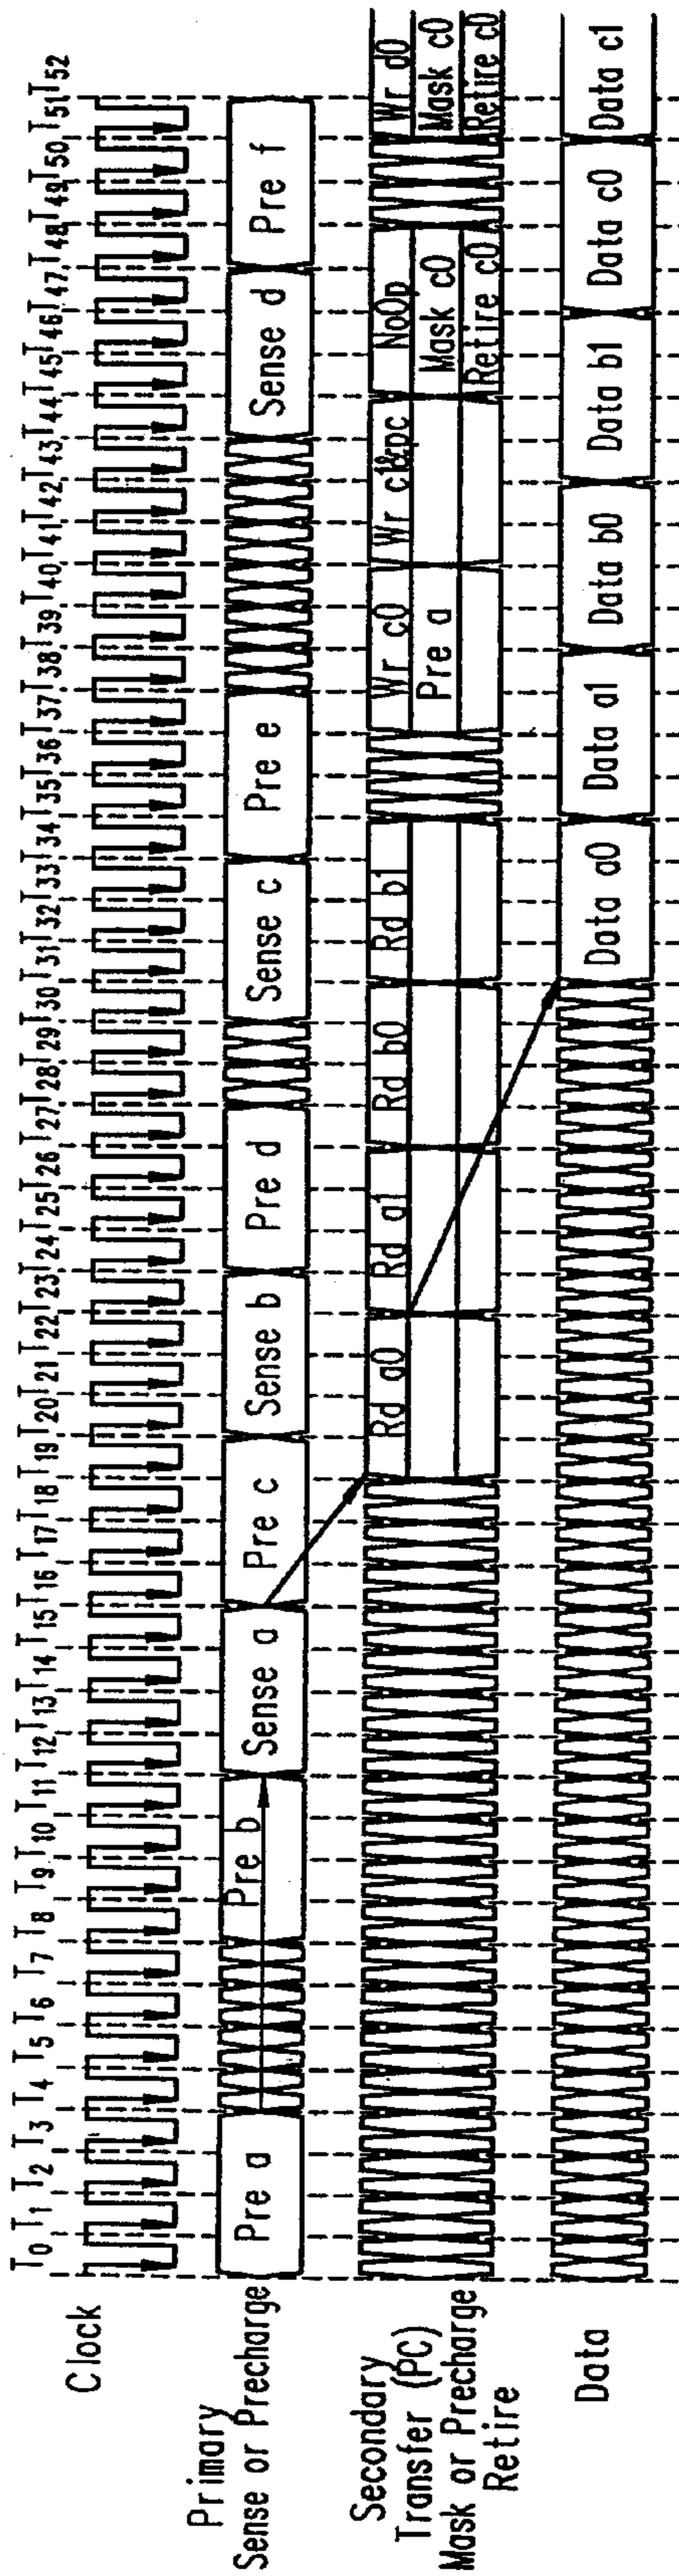 T0 T1 T2 T3 T4 T5 T6 T7 T8 T9 T10 T11 T12 T13 T14 T15 T16 T17 T18 T19 T20 T21 T22 T23 T24 T25 T26 T27 T28 T29 T30 T31 T32 T33 T34 T35 T36 T37 T38 T39 T40 T41 T42 T43 T44 T45 T46 T47 T48 T49 T50 T51 T52
Clock
Primary
Sense or Precharge
Pre a Pre b Sense a Pre c Sense b Pre d Sense c Pre e Sense d Pre f
Secondary
Transfer (PC)
Rd a0 Rd a1 Rd b0 Rd b1 Wr c0 Wr c1&pc NoOp Wr d0
Mask or Precharge
Pre a Mask c0 Mask c0
Retire
Retire c0 Retire c0
Data
Data a0 Data a1 Data b0 Data b1 Data c0 Data c1